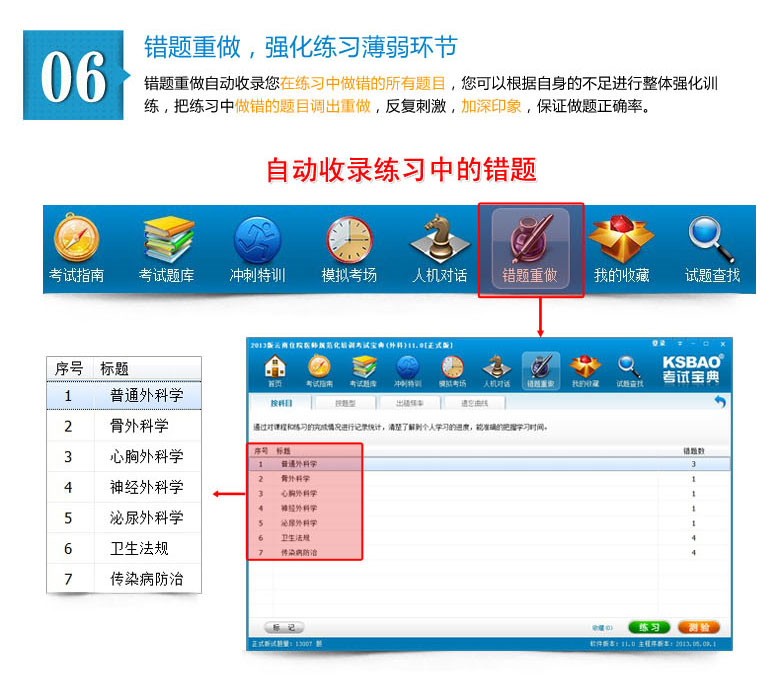 06
错题重做，强化练习薄弱环节
错题重做自动收录您在练习中做错的所有题目，您可以根据自身的不足进行整体强化训
练，把练习中做错的题目调出重做，反复刺激，加深印象，保证做题正确率。
自动收录练习中的错题
考试指南 考试题库 冲刺特训 模拟考场 人机对话 错题重做 我的收藏 试题查找
序号 标题
1 普通外科学
2 骨外科学
3 心胸外科学
4 神经外科学
5 泌尿外科学
6 卫生法规
7 传染病防治
2013版云南住院医师规范化培训考试宝典(外科)11.0[正式版] 登录
首页 考试指南 考试题库 冲刺特训 模拟考场 人机对话 错题重做 我的收藏 试题查找
KSBAO®
考试宝典
按科目 按题型 出错频率 遗忘曲线
通过对课程和练习的完成情况进行记录统计，清楚了解到个人学习的进度，能准确的把握学习时间。
序号 标题 错题数
1 普通外科学 3
2 骨外科学 1
3 心胸外科学 1
4 神经外科学 1
5 泌尿外科学 1
6 卫生法规 4
7 传染病防治 4
标 记 练习 测验
正式版试题量：13007 题 软件版本：11.0 主程序版本：2013.05.09.1